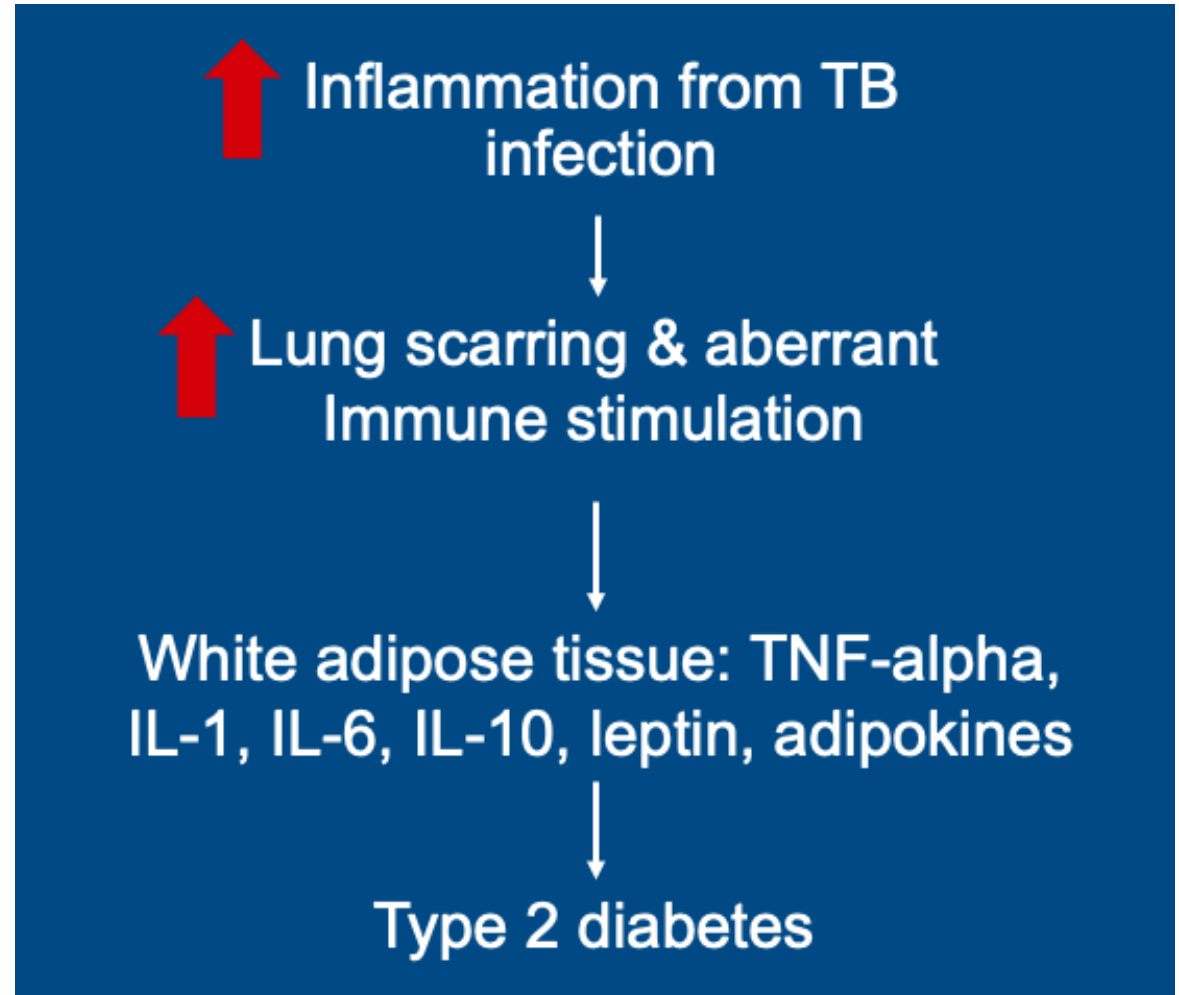 Inflammation from TB
infection
Lung scarring & aberrant
Immune stimulation
White adipose tissue: TNF-alpha,
IL-1, IL-6, IL-10, leptin, adipokines
Type 2 diabetes